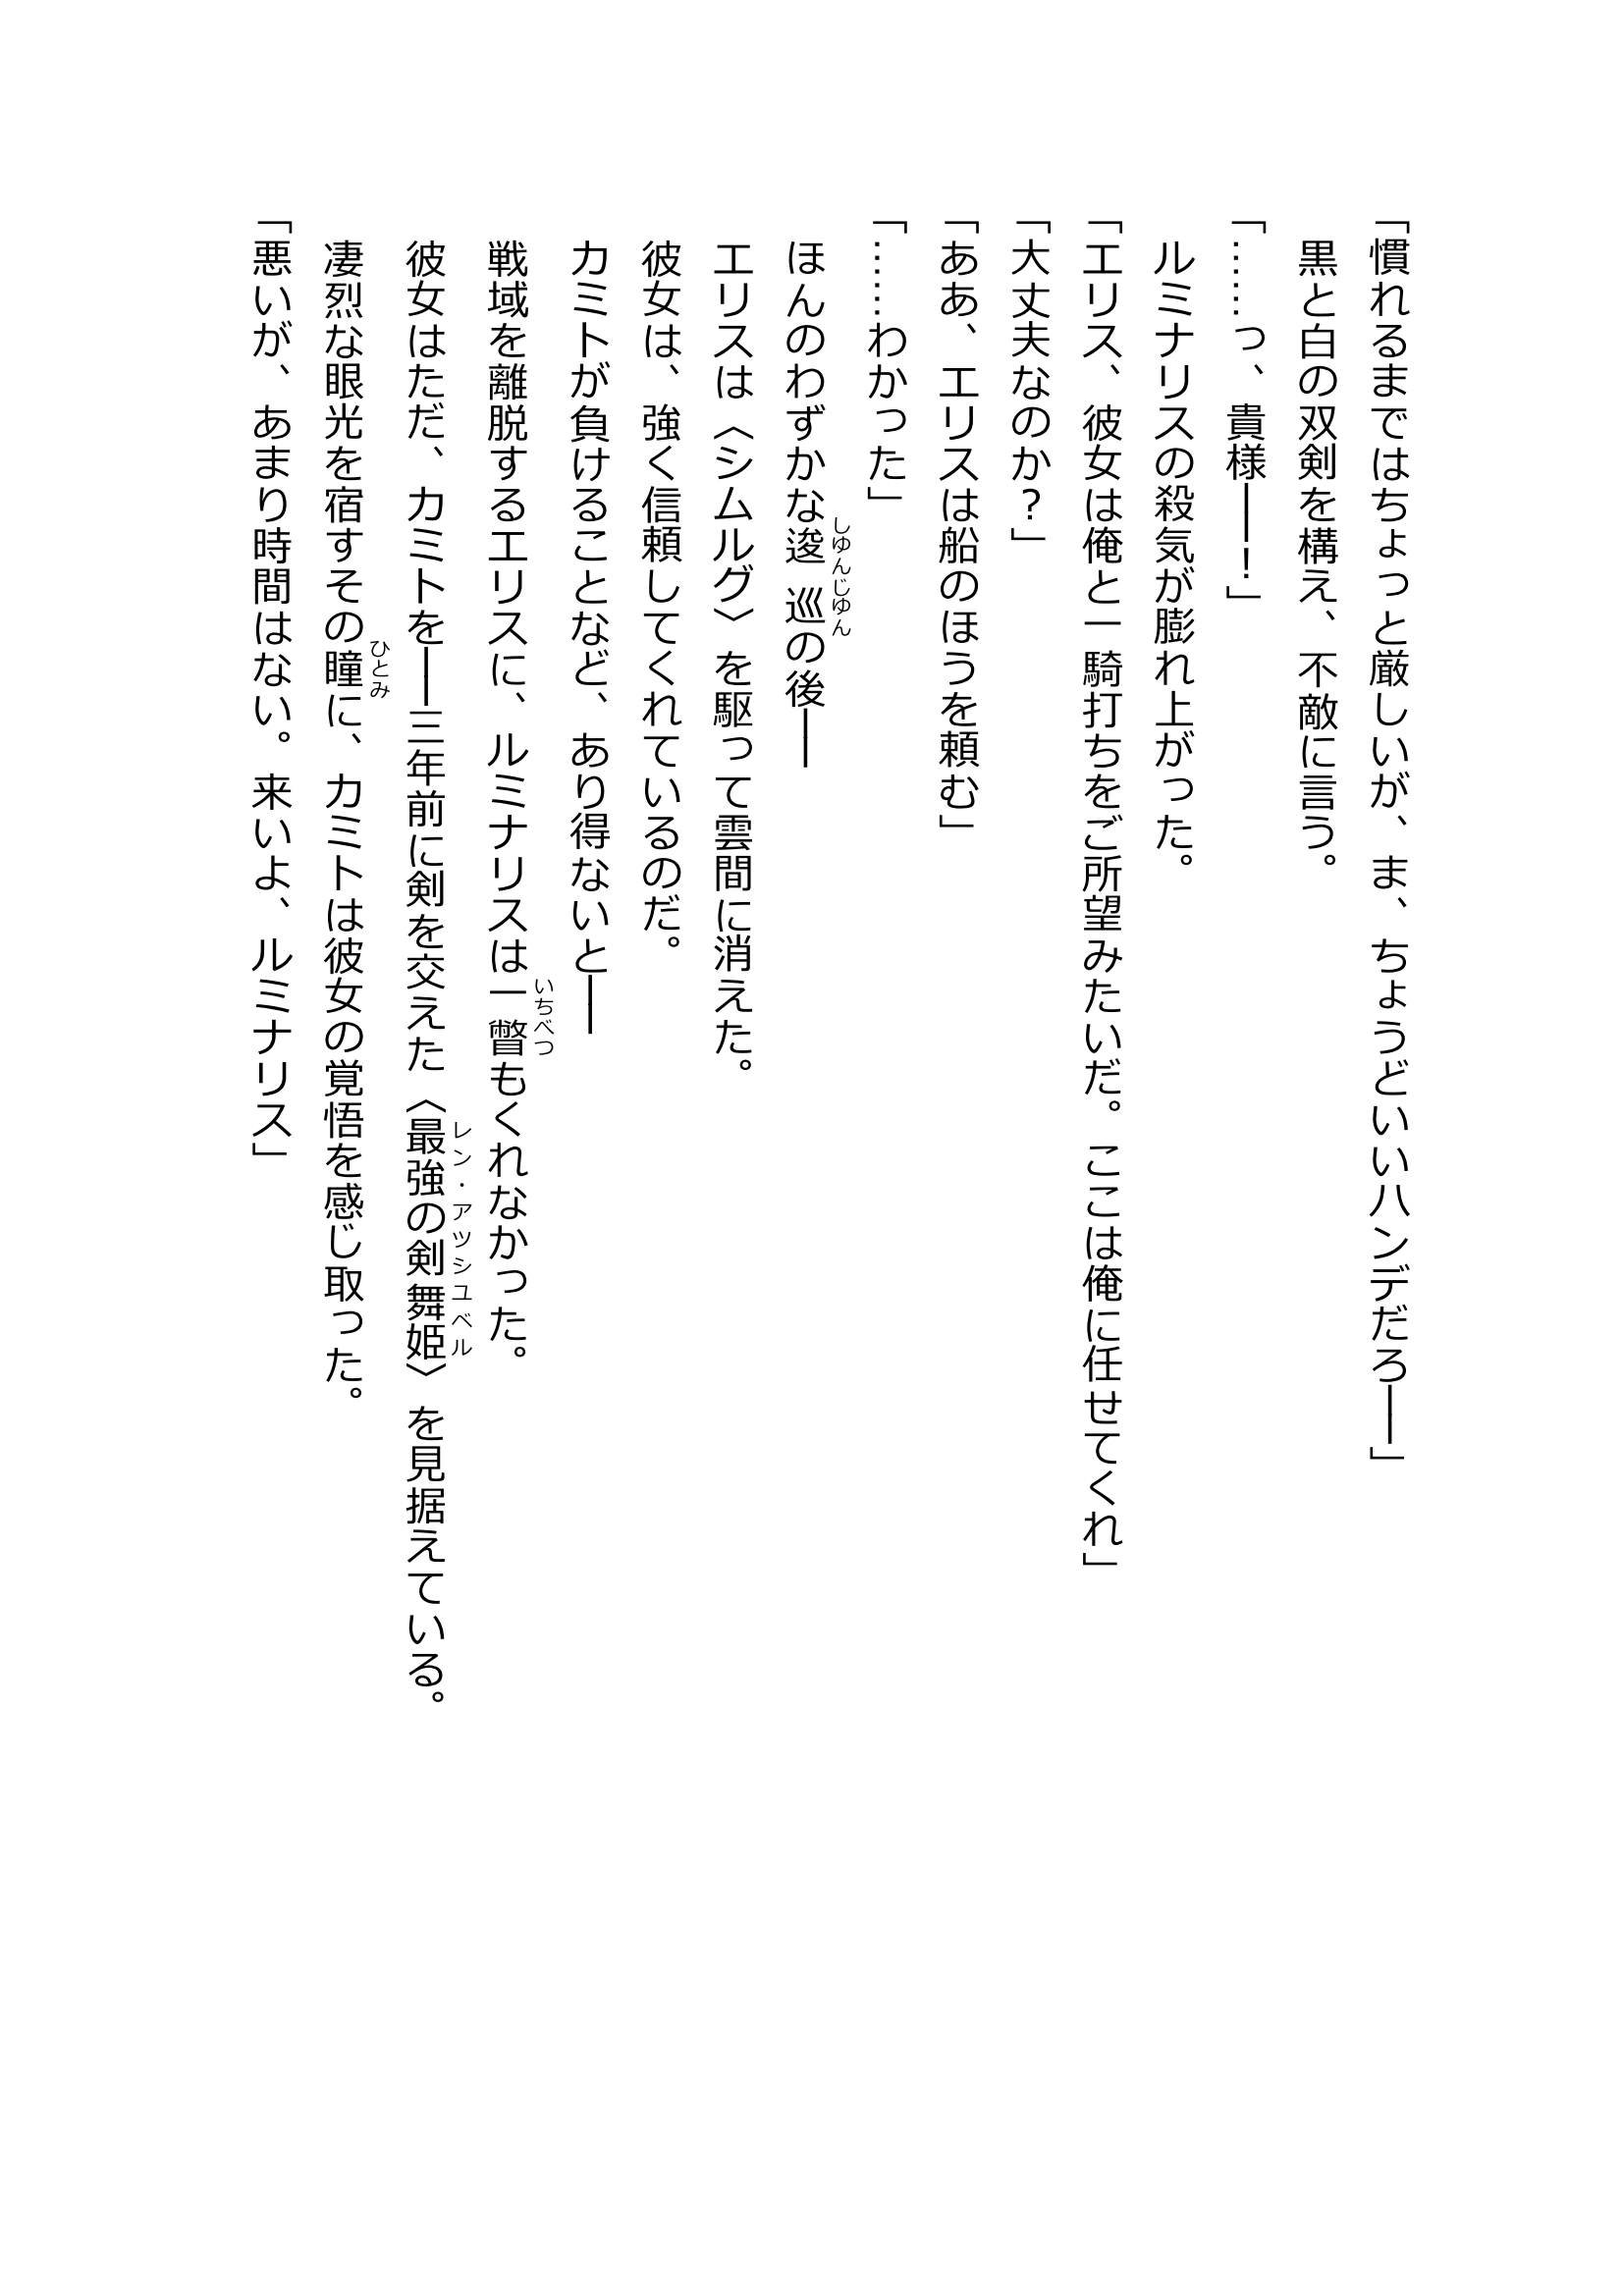 「慣れるまではちょっと厳しいが、ま、ちょうどいいハンデだろ――」
黒と白の双剣を構え、不敵に言う。
「……っ、貴様――！」
ルミナリスの殺気が膨れ上がった。
「エリス、彼女は俺と一騎打ちをご所望みたいだ。ここは俺に任せてくれ」
「大丈夫なのか？」
「ああ、エリスは船のほうを頼む」
「……わかった」
しゆんじゆん
ほんのわずかな逡巡の後――
エリスは〈シムルグ〉を駆って雲間に消えた。
彼女は、強く信頼してくれているのだ。
カミトが負けることなど、あり得ないと――
いちべつ
戦域を離脱するエリスに、ルミナリスは一瞥もくれなかった。
レン・アツシユベル
彼女はただ、カミトを――三年前に剣を交えた〈最強の剣舞姫〉を見据えている。
ひとみ
凄烈な眼光を宿すその瞳に、カミトは彼女の覚悟を感じ取った。
「悪いが、あまり時間はない。来いよ、ルミナリス」